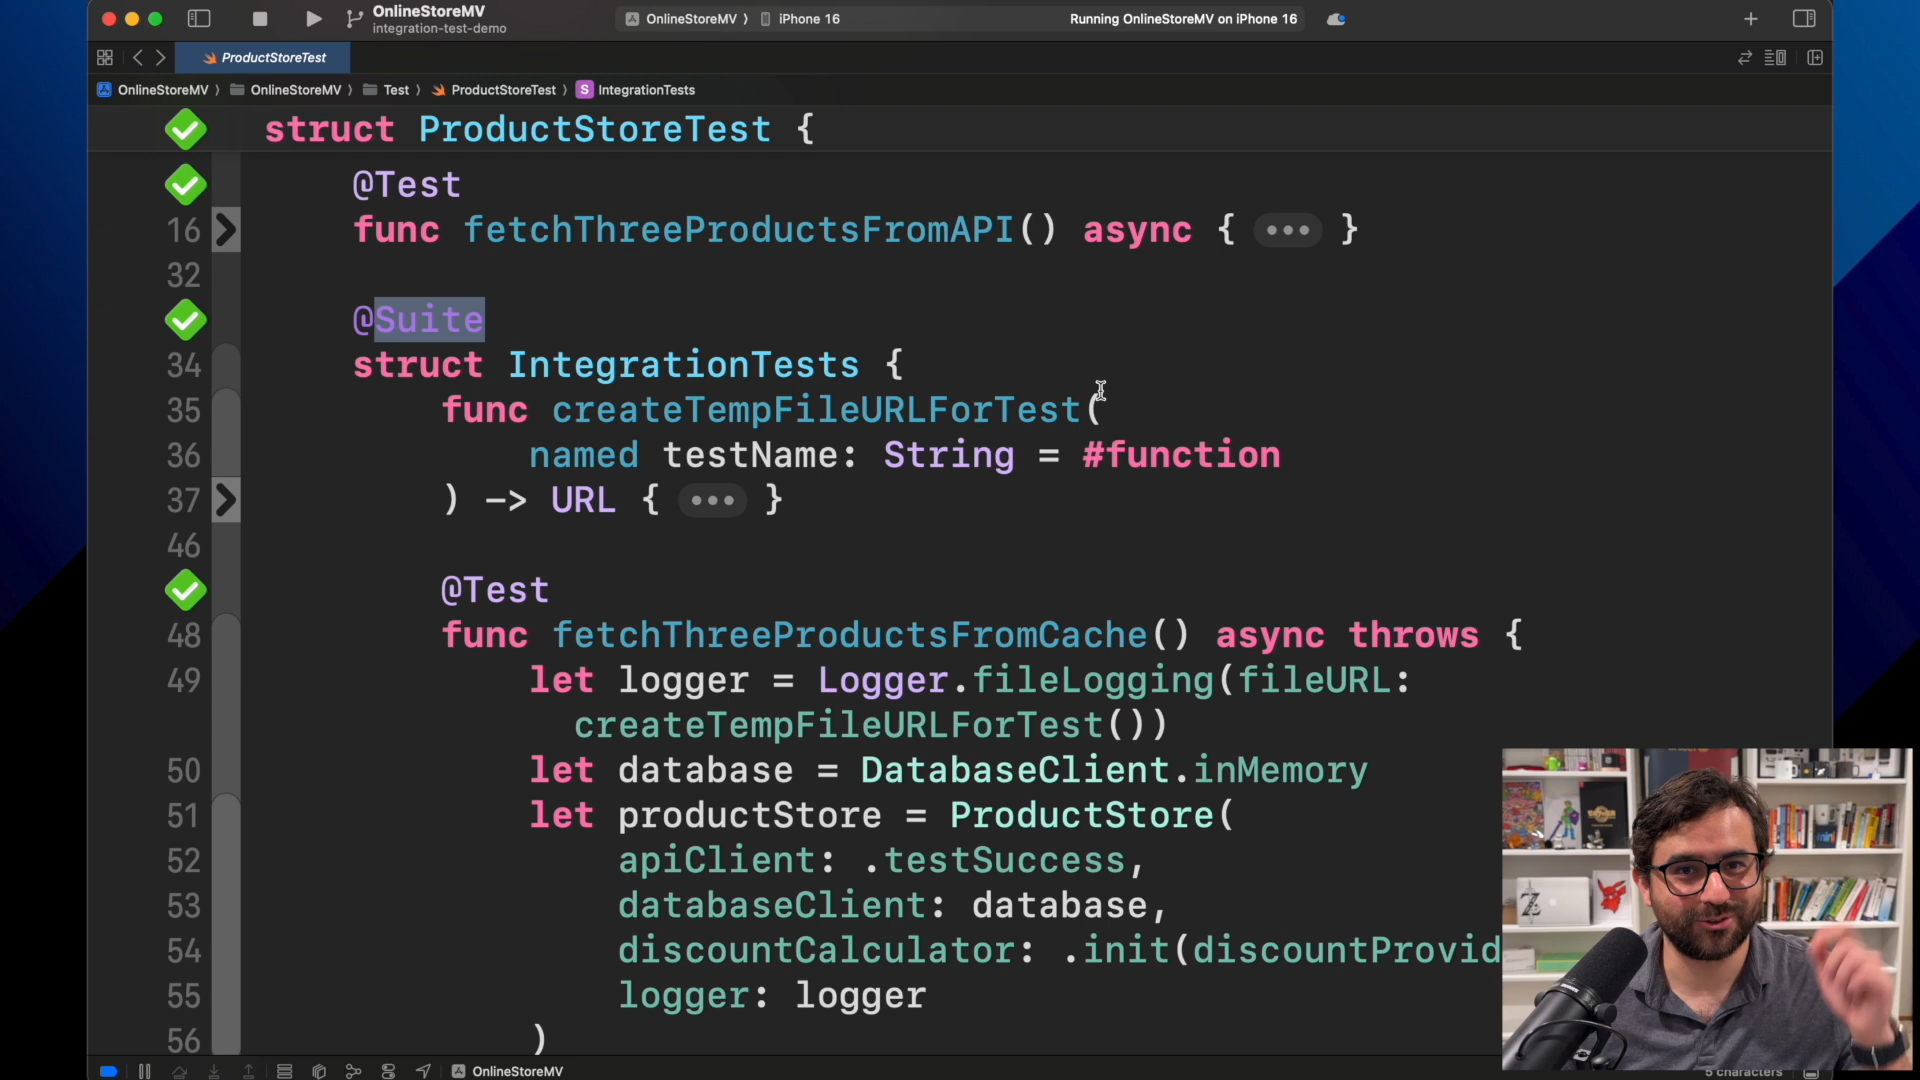 OnlineStoreMV
integration-test-demo
OnlineStoreMV ⟩ iPhone 16
Running OnlineStoreMV on iPhone 16
ProductStoreTest
OnlineStoreMV ⟩ OnlineStoreMV ⟩ Test ⟩ ProductStoreTest ⟩ S IntegrationTests
struct ProductStoreTest {
@Test
16 func fetchThreeProductsFromAPI() async { ••• }
32
@Suite
34 struct IntegrationTests {
35 func createTempFileURLForTest(
36 named testName: String = #function
37 ) -> URL { ••• }
46
@Test
48 func fetchThreeProductsFromCache() async throws {
49 let logger = Logger.fileLogging(fileURL:
createTempFileURLForTest())
50 let database = DatabaseClient.inMemory
51 let productStore = ProductStore(
52 apiClient: .testSuccess,
53 databaseClient: database,
54 discountCalculator: .init(discountProvid
55 logger: logger
56 )
OnlineStoreMV
5 characters